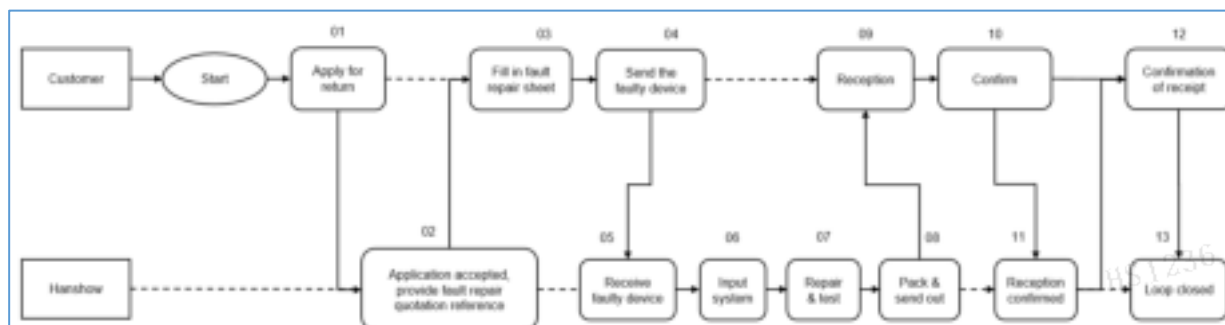 01
03
04
09
10
12
Customer
Start
Apply for
return
Fill in fault
repair sheet
Send the
faulty device
Reception
Confirm
Confirmation
of receipt
02
05
06
07
08
11
13
Hanshow
Application accepted,
provide fault repair
quotation reference
Receive
faulty device
Input
system
Repair
& test
Pack &
send out
Reception
confirmed
Loop closed
HS1236